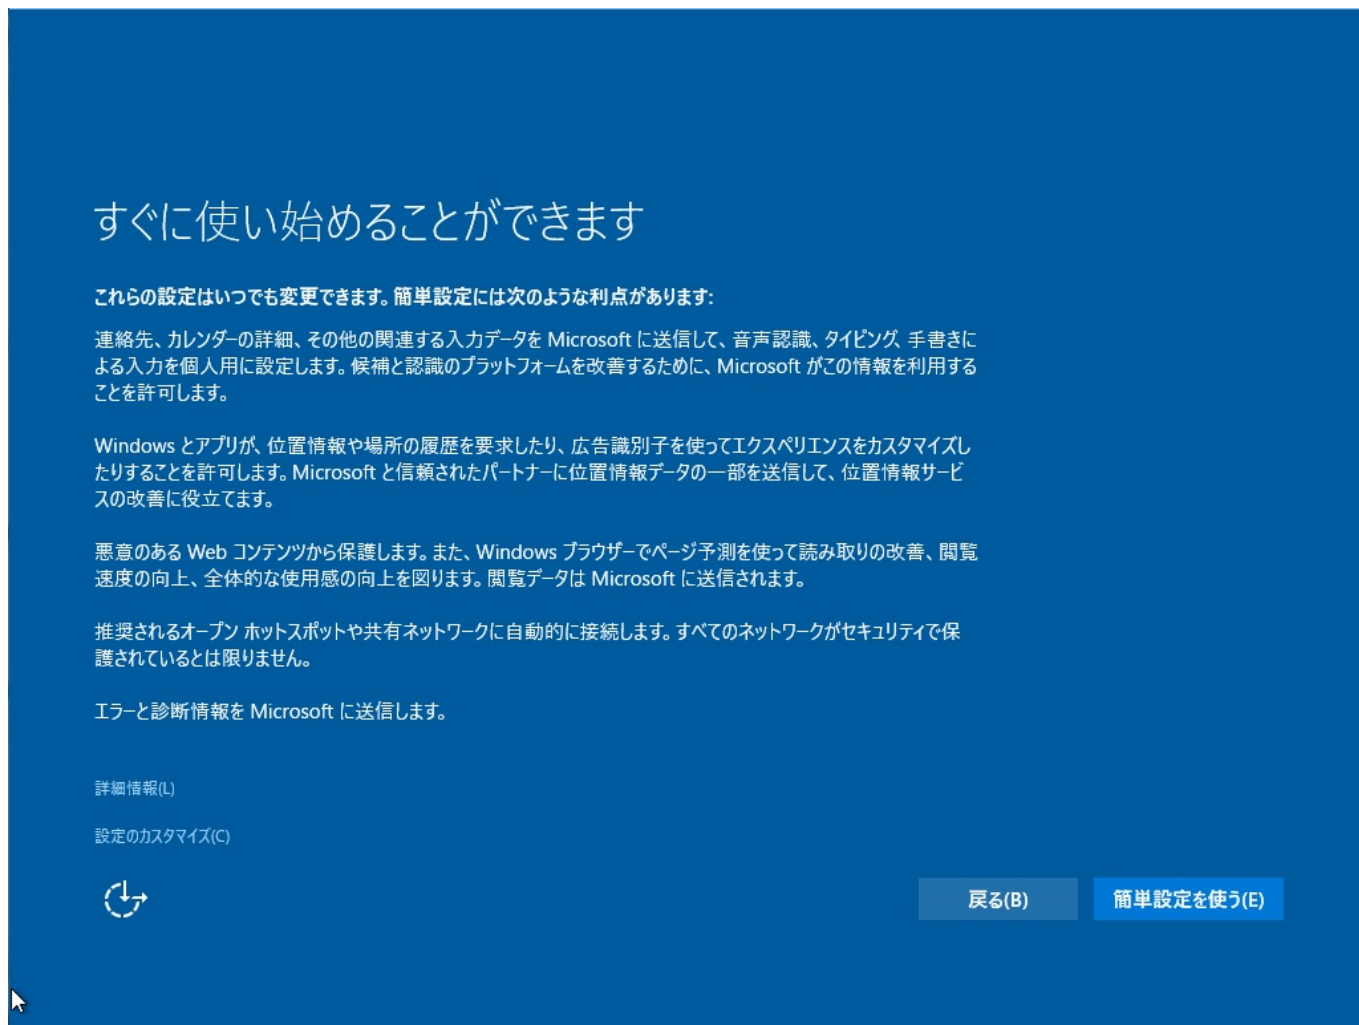 すぐに使い始めることができます
これらの設定はいつでも変更できます。簡単設定には次のような利点があります:
連絡先、カレンダーの詳細、その他の関連する入力データを Microsoft に送信して、音声認識、タイピング、手書きに
よる入力を個人用に設定します。候補と認識のプラットフォームを改善するために、Microsoft がこの情報を利用する
ことを許可します。
Windows とアプリが、位置情報や場所の履歴を要求したり、広告識別子を使ってエクスペリエンスをカスタマイズし
たりすることを許可します。Microsoft と信頼されたパートナーに位置情報データの一部を送信して、位置情報サービ
スの改善に役立てます。
悪意のある Web コンテンツから保護します。また、Windows ブラウザーでページ予測を使って読み取りの改善、閲覧
速度の向上、全体的な使用感の向上を図ります。閲覧データは Microsoft に送信されます。
推奨されるオープン ホットスポットや共有ネットワークに自動的に接続します。すべてのネットワークがセキュリティで保
護されているとは限りません。
エラーと診断情報を Microsoft に送信します。
詳細情報(L)
設定のカスタマイズ(C)
戻る(B)
簡単設定を使う(E)